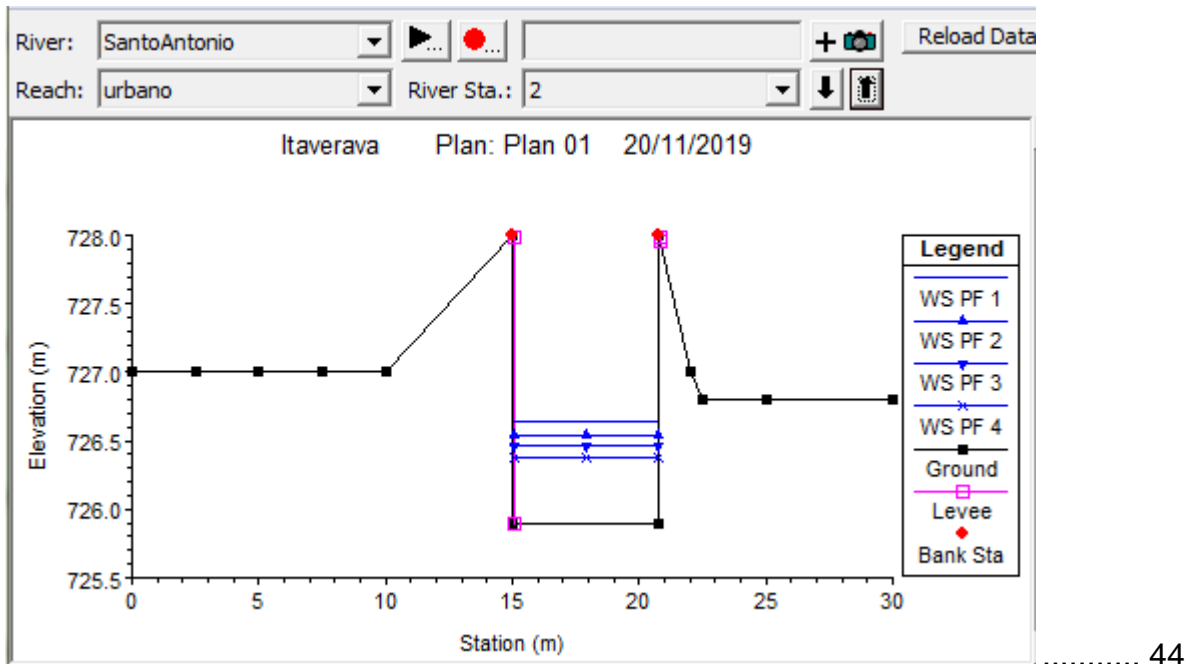 River: SantoAntonio ... ... + Reload Data
Reach: urbano River Sta.: 2
Itaverava Plan: Plan 01 20/11/2019
728.0
727.5
727.0
726.5
726.0
725.5
Elevation (m)
0 5 10 15 20 25 30
Station (m)
Legend
WS PF 1
WS PF 2
WS PF 3
WS PF 4
Ground
Levee
Bank Sta
............ 44